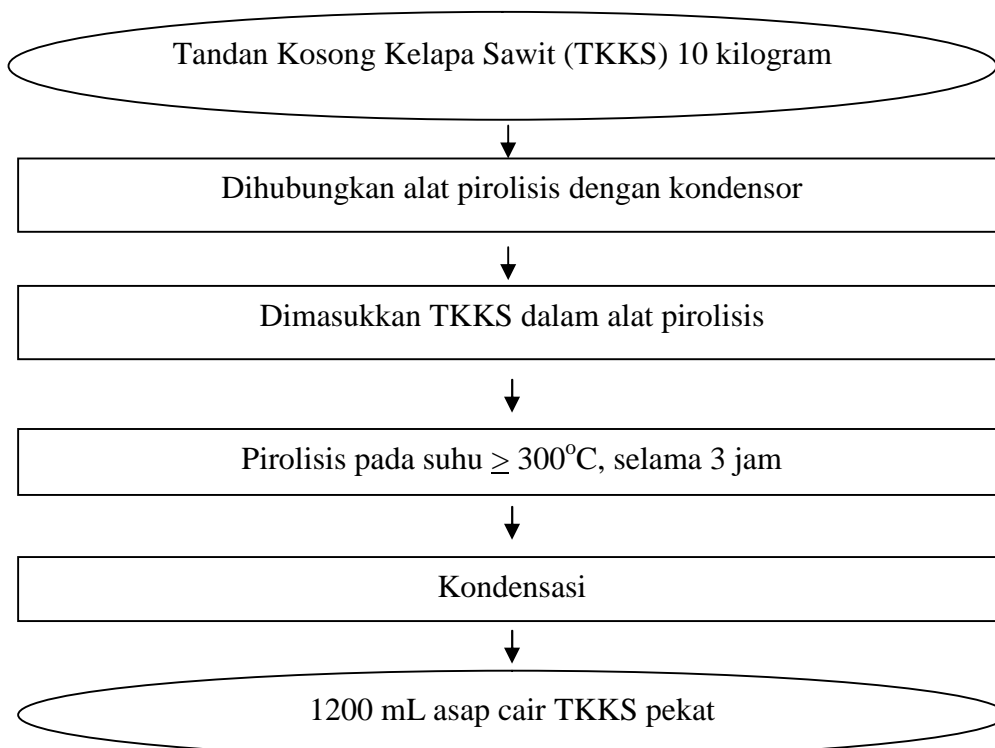 Tandan Kosong Kelapa Sawit (TKKS) 10 kilogram
Dihubungkan alat pirolisis dengan kondensor
Dimasukkan TKKS dalam alat pirolisis
Pirolisis pada suhu ≥ 300°C, selama 3 jam
Kondensasi
1200 mL asap cair TKKS pekat